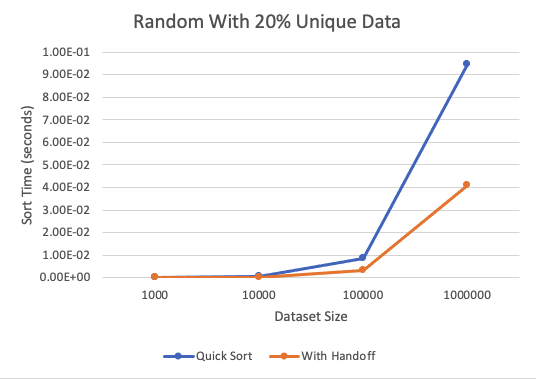 Random With 20% Unique Data
1.00E-01
9.00E-02
8.00E-02
7.00E-02
6.00E-02
5.00E-02
4.00E-02
3.00E-02
2.00E-02
1.00E-02
0.00E+00
Sort Time (seconds)
1000 10000 100000 1000000
Dataset Size
Quick Sort With Handoff